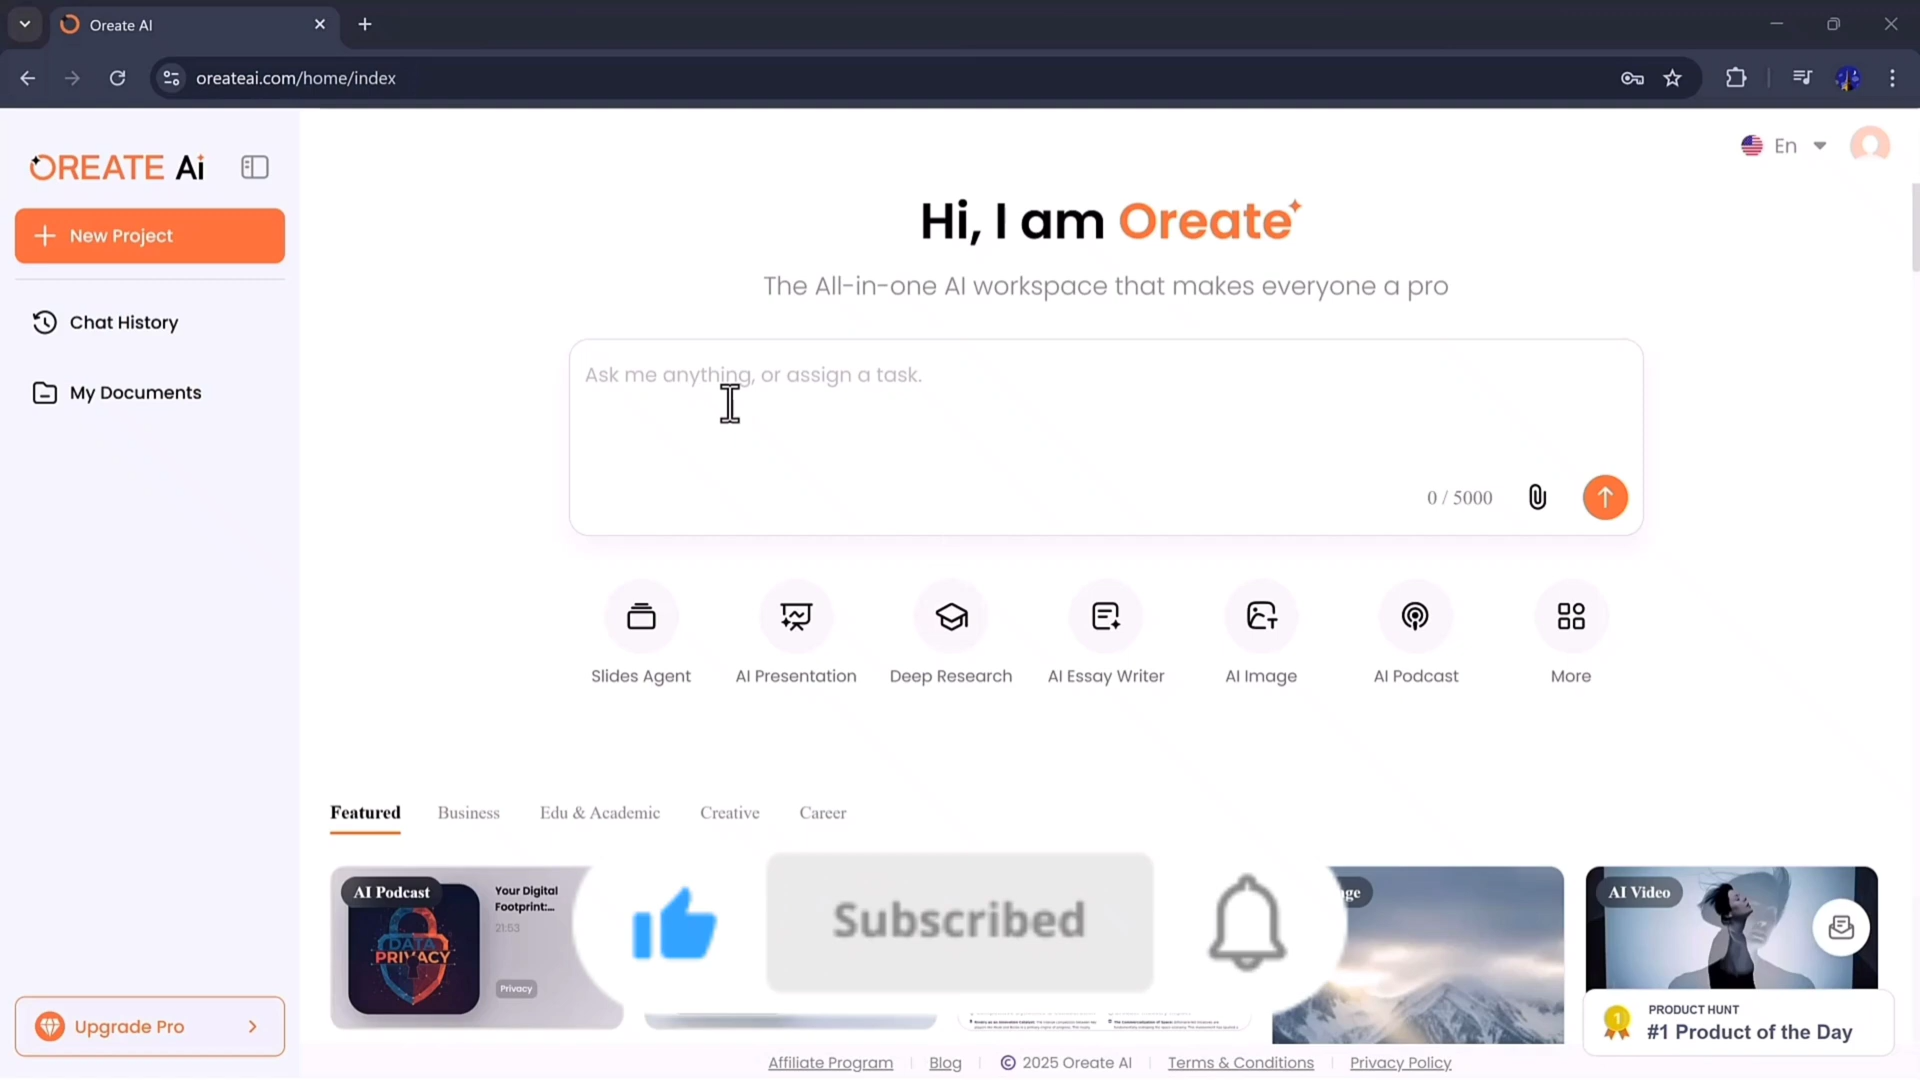 Oreate AI
oreateai.com/home/index
OREATE Ai
En
New Project
Hi, I am Oreate
The All-in-one AI workspace that makes everyone a pro
Chat History
My Documents
Ask me anything, or assign a task.
0 / 5000
Slides Agent
AI Presentation
Deep Research
AI Essay Writer
AI Image
AI Podcast
More
Featured
Business
Edu & Academic
Creative
Career
AI Podcast
Your Digital
Footprint:...
21:53
DATA
PRIVACY
Privacy
Subscribed
AI Video
PRODUCT HUNT
#1 Product of the Day
1
Upgrade Pro
Affiliate Program
Blog
© 2025 Oreate AI
Terms & Conditions
Privacy Policy